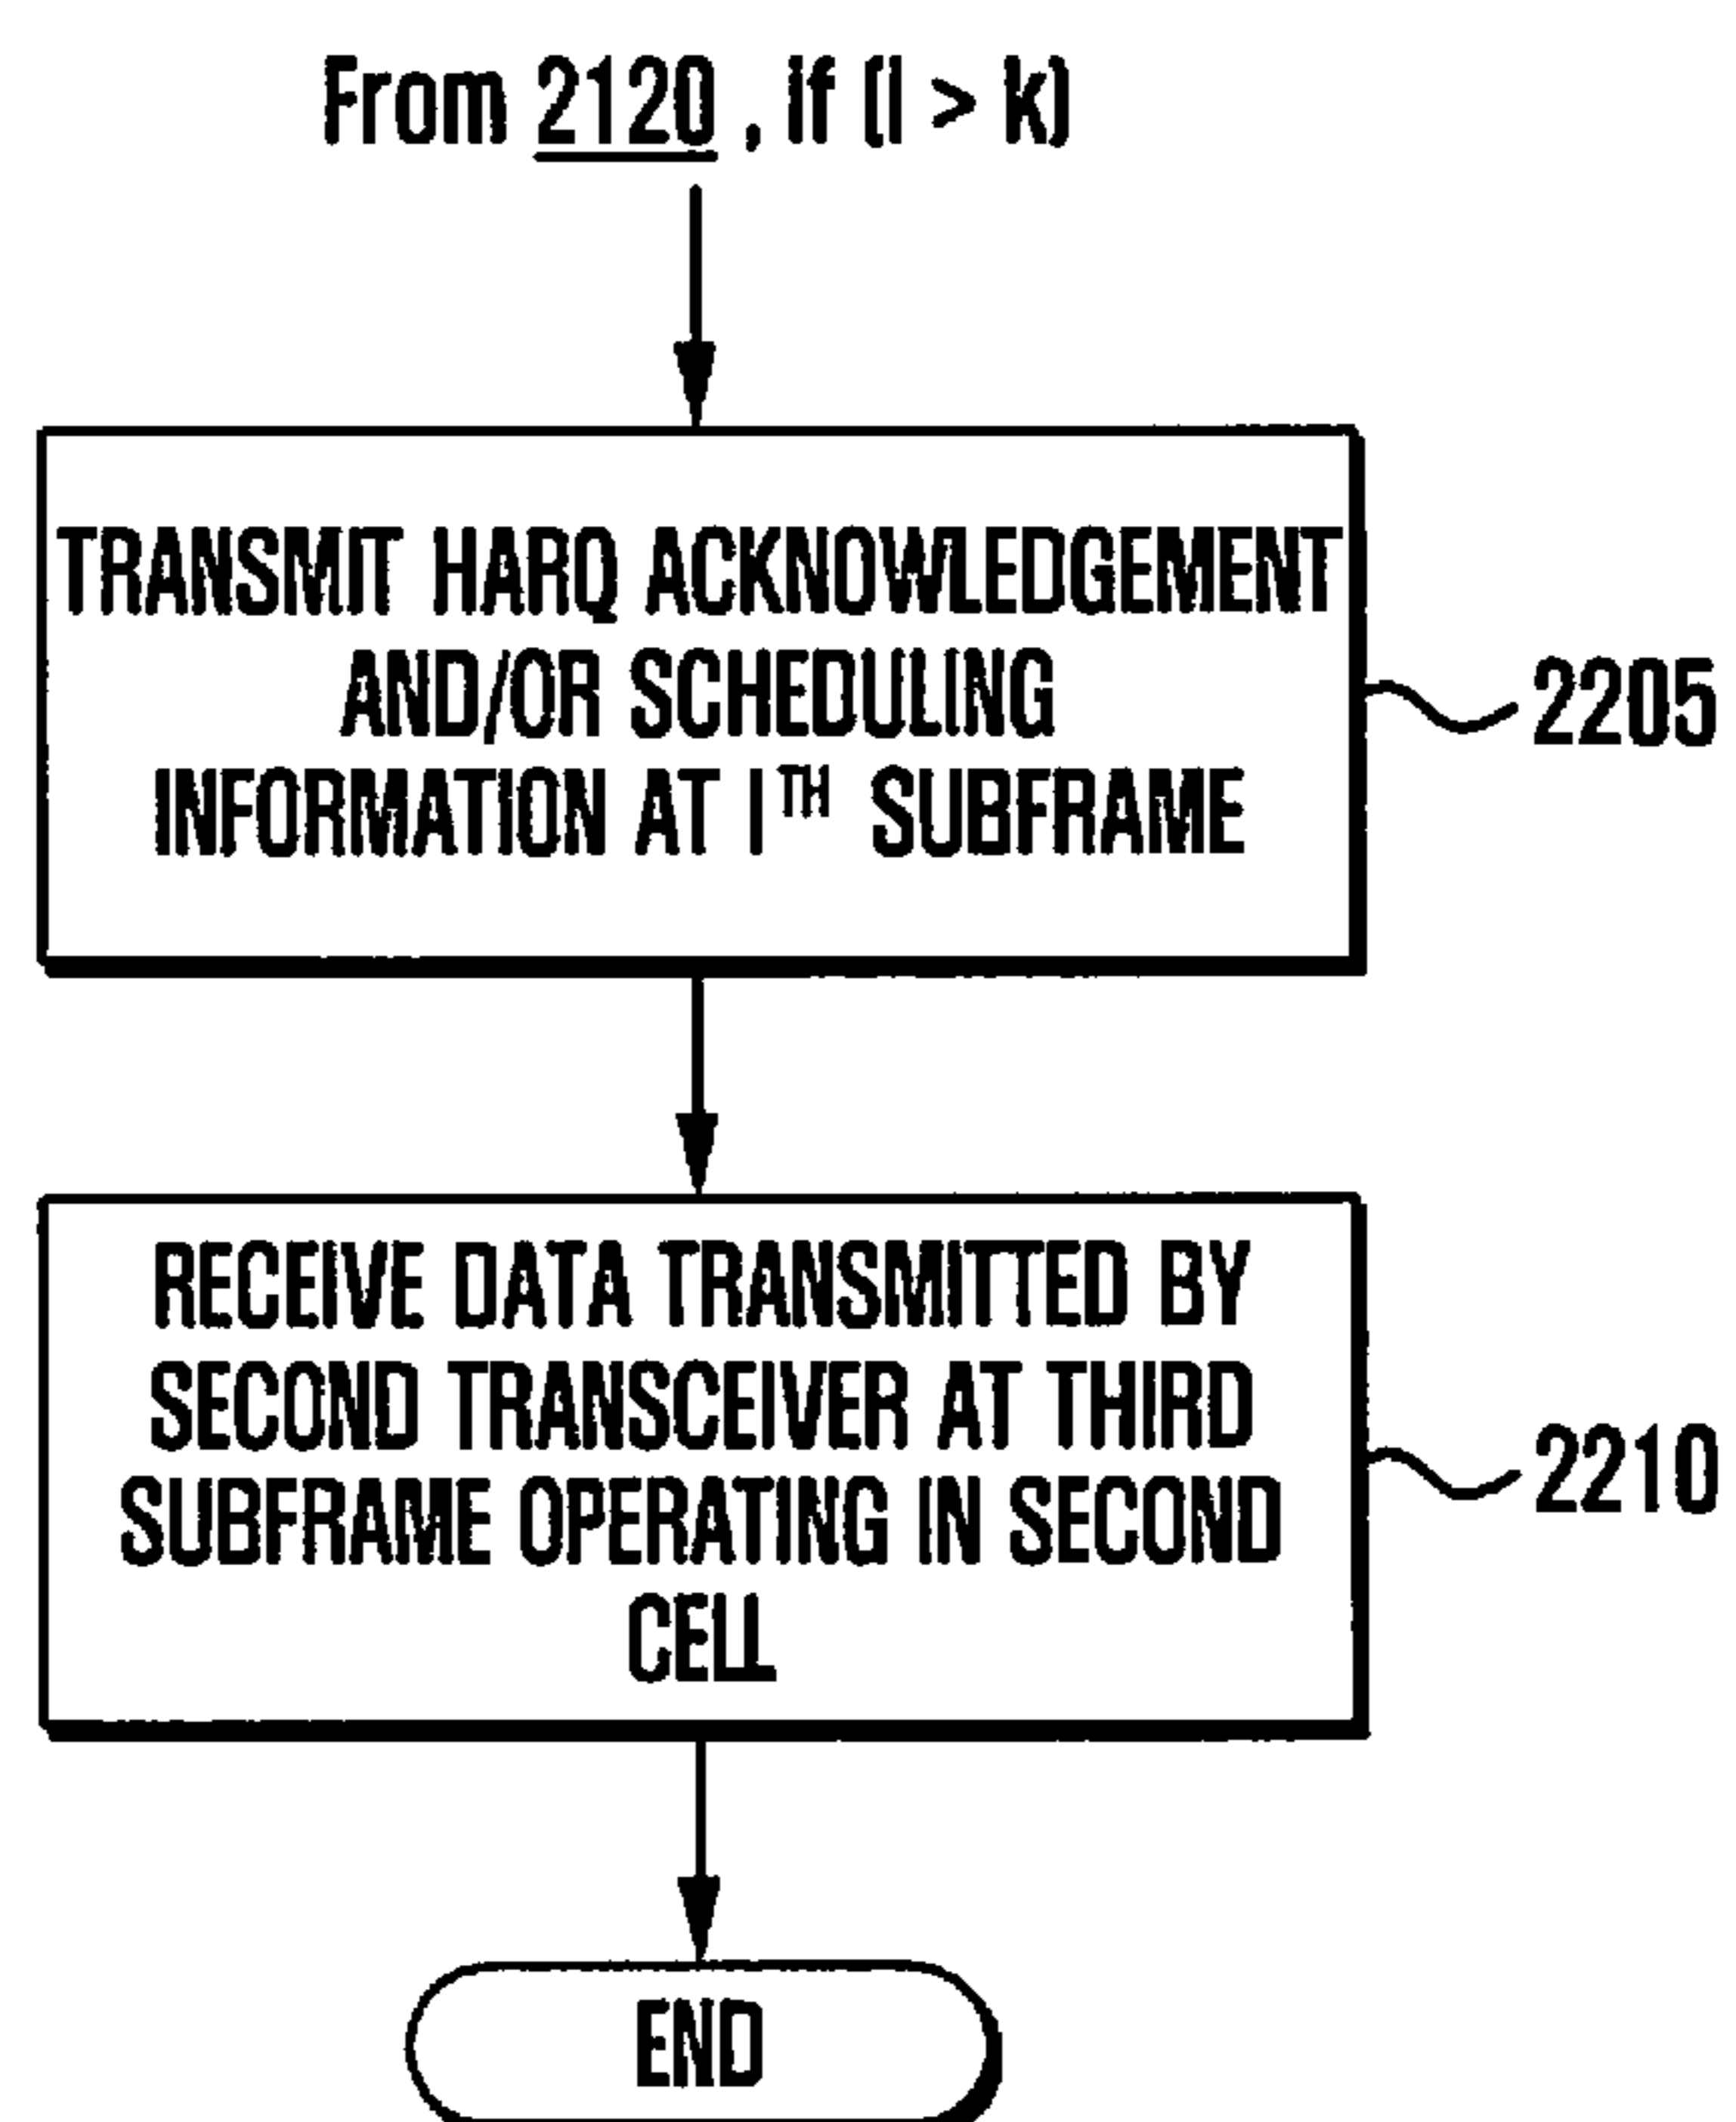 From 2120 , if (l > k)
TRANSMIT HARQ ACKNOWLEDGEMENT
AND/OR SCHEDULING
INFORMATION AT lTH SUBFRAME
2205
RECEIVE DATA TRANSMITTED BY
SECOND TRANSCEIVER AT THIRD
SUBFRAME OPERATING IN SECOND
CELL
2210
END